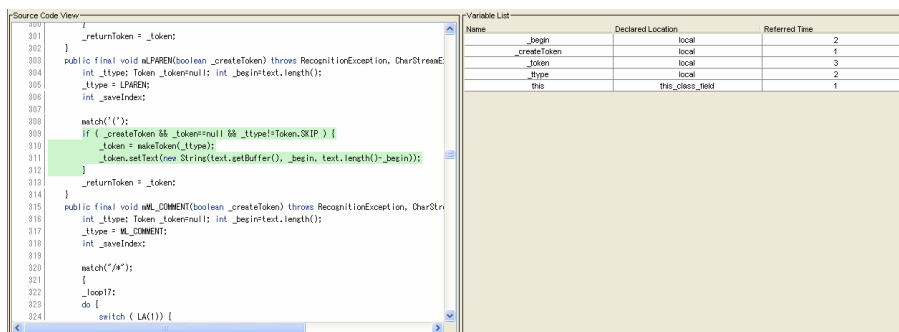 Source Code View
300 }
301 _returnToken = _token;
302 }
303 public final void mLPAREN(boolean _createToken) throws RecognitionException, CharStreamE
304 int _ttype; Token _token=null; int _begin=text.length();
305 _ttype = LPAREN;
306 int _saveIndex;
307
308 match('(');
309 if ( _createToken && _token==null && _ttype!=Token.SKIP ) {
310 _token = makeToken(_ttype);
311 _token.setText(new String(text.getBuffer(), _begin, text.length()-_begin));
312 }
313 _returnToken = _token;
314 }
315 public final void mML_COMMENT(boolean _createToken) throws RecognitionException, CharStre
316 int _ttype; Token _token=null; int _begin=text.length();
317 _ttype = ML_COMMENT;
318 int _saveIndex;
319
320 match("/*");
321 {
322 _loop17:
323 do {
324 switch ( LA(1)) {
Variable List
Name Declared Location Referred Time
_begin local 2
_createToken local 1
_token local 3
_ttype local 2
this this_class_field 1